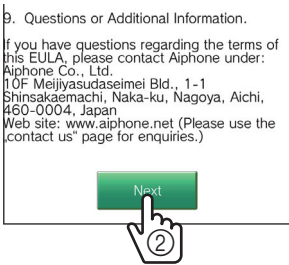 9. Questions or Additional Information.
If you have questions regarding the terms of
this EULA, please contact Aiphone under:
Aiphone Co., Ltd.
10F Meijiyasudaseimei Bld., 1-1
Shinsakaemachi, Naka-ku, Nagoya, Aichi,
460-0004, Japan
Web site: www.aiphone.net (Please use the
„contact us“ page for enquiries.)
Next
2